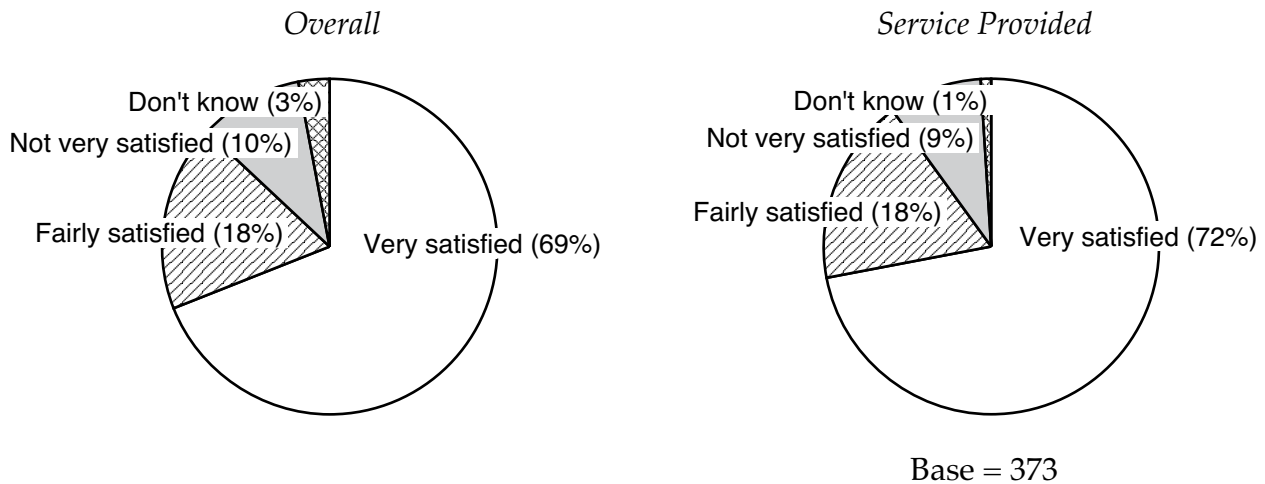 Overall
Don't know (3%)
Not very satisfied (10%)
Fairly satisfied (18%)
Very satisfied (69%)
Service Provided
Don't know (1%)
Not very satisfied (9%)
Fairly satisfied (18%)
Very satisfied (72%)
Base = 373